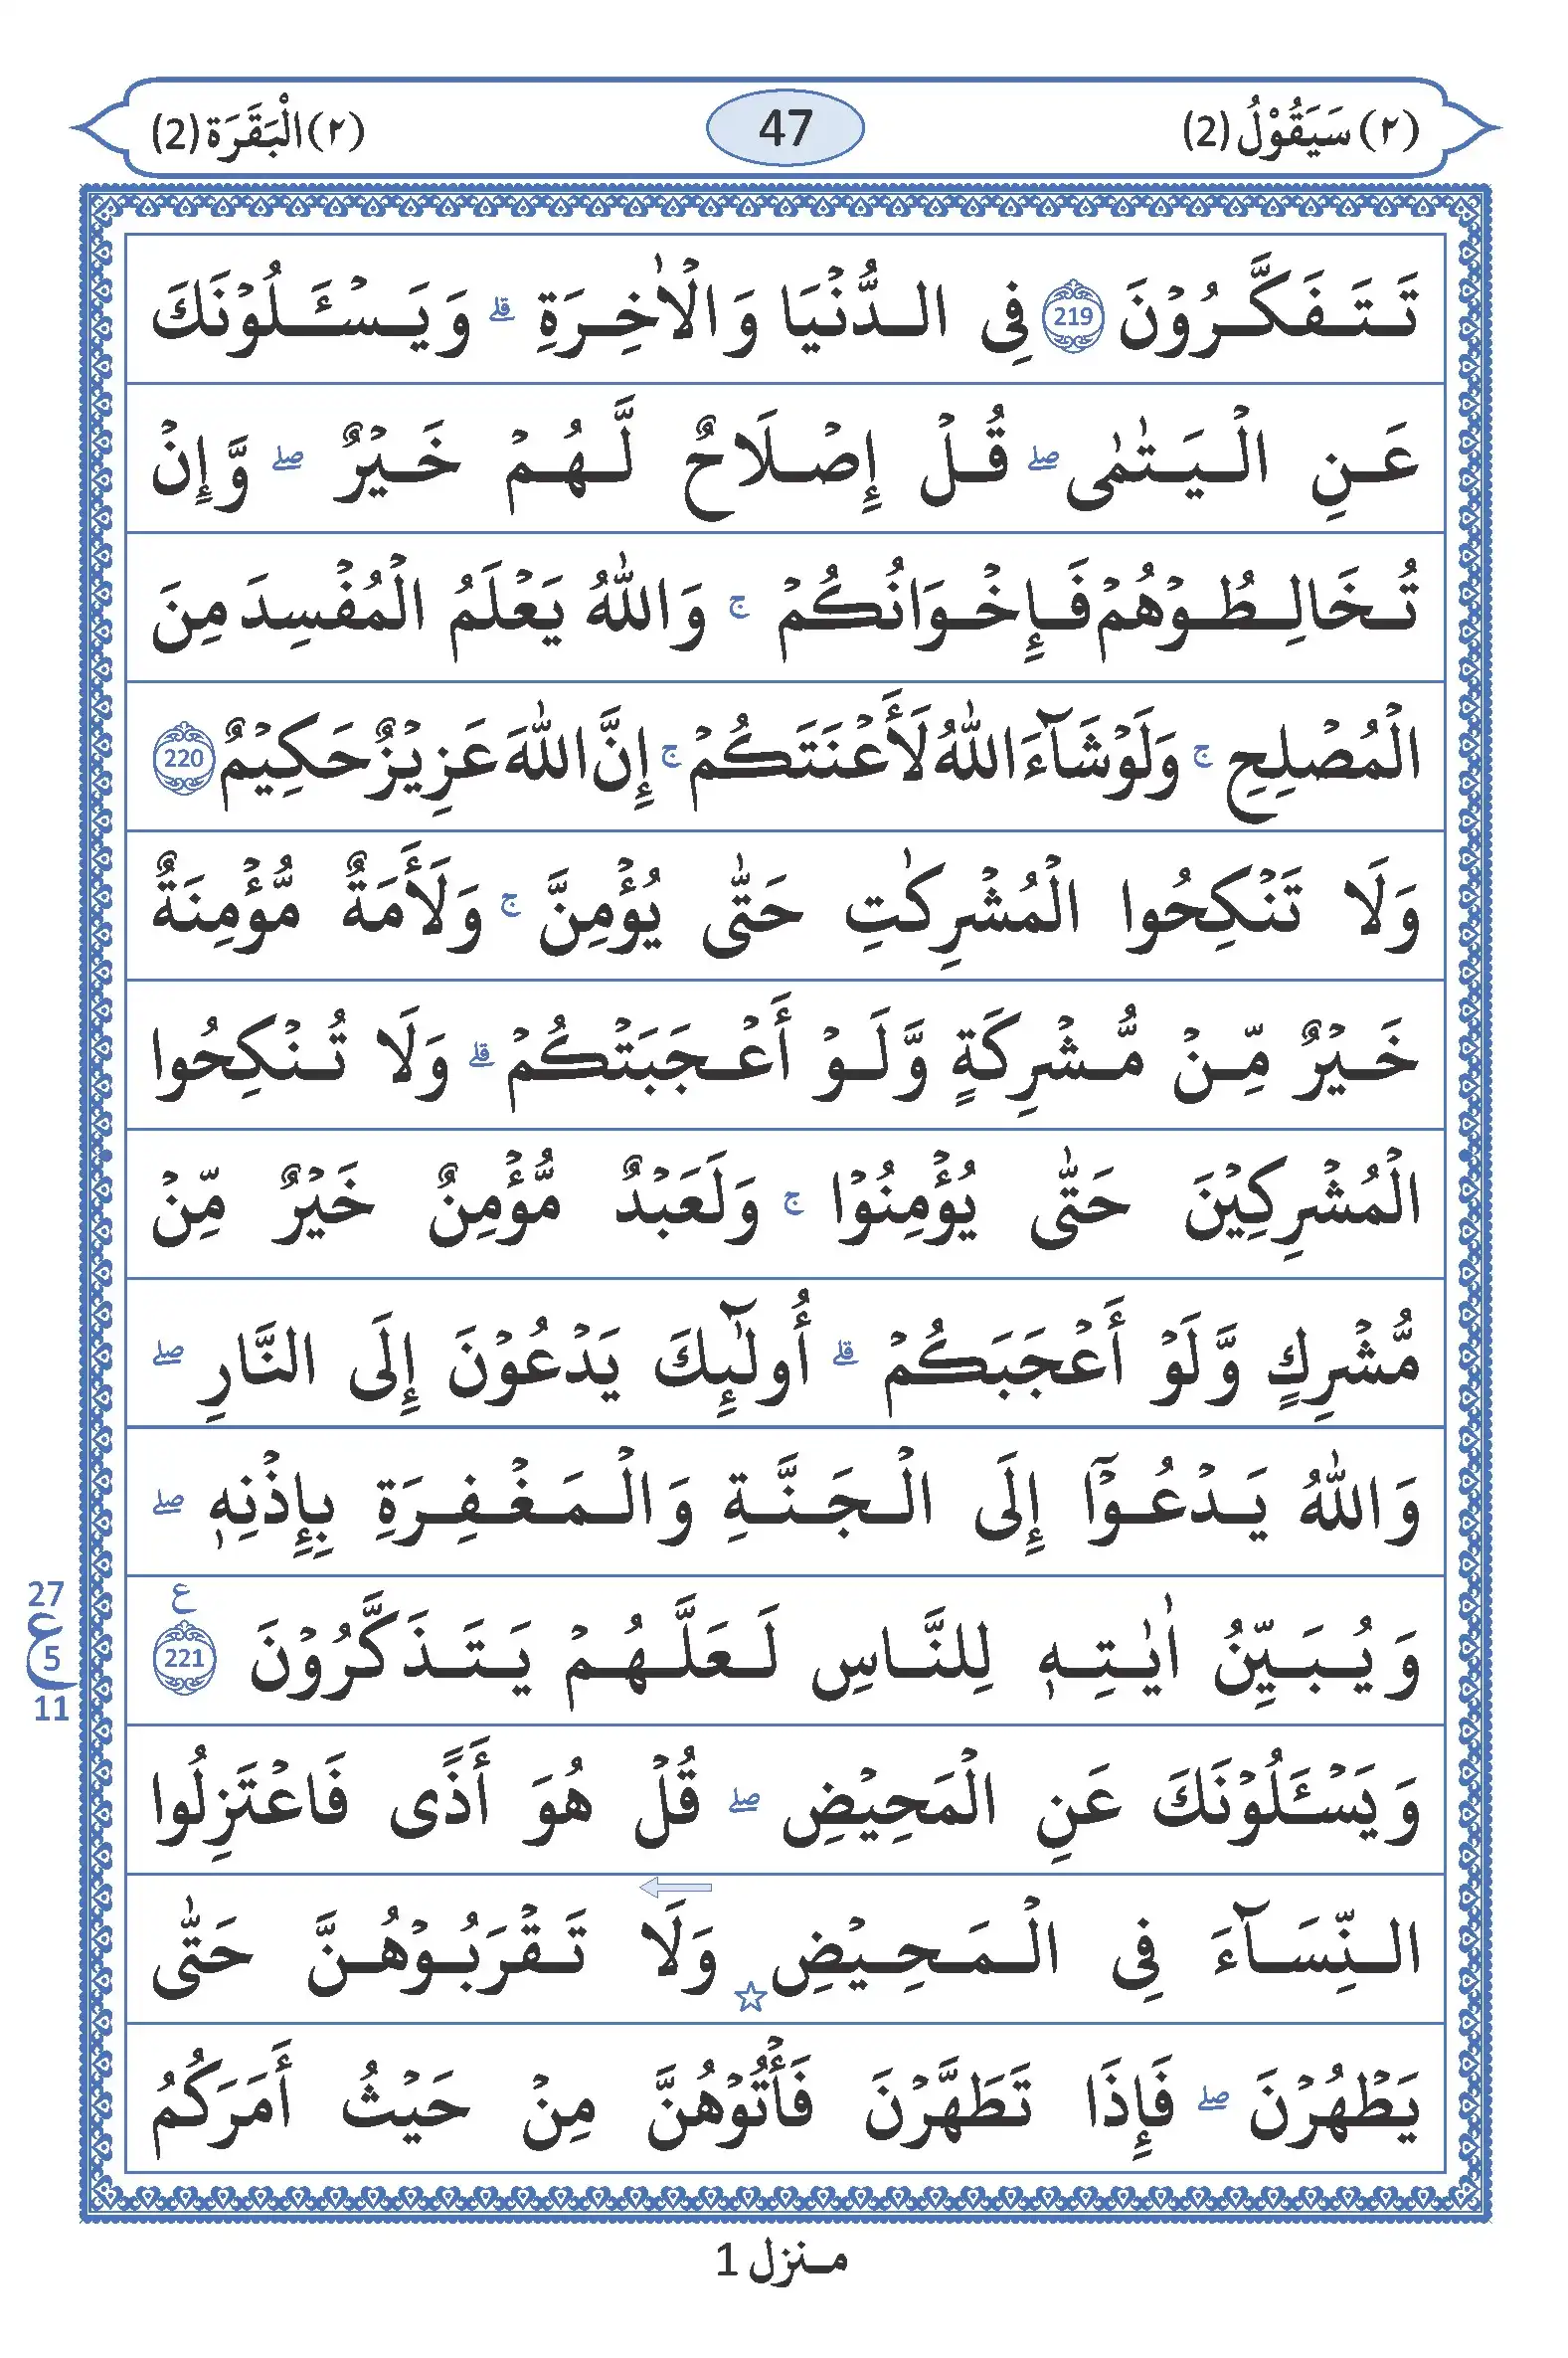 (٢) سَيَقُوْلُ (2)
47
(٢) الْبَقَرَة (2)
تَتَفَكَّرُوْنَ 219 فِى الدُّنْيَا وَالْاٰخِرَةِ ۗ وَيَسْـَٔلُوْنَكَ
عَنِ الْيَتٰمٰى ۖ قُلْ إِصْلَاحٌ لَّهُمْ خَيْرٌ ۖ وَّإِنْ
تُخَالِطُوْهُمْ فَإِخْوَانُكُمْ ۚ وَاللّٰهُ يَعْلَمُ الْمُفْسِدَ مِنَ
الْمُصْلِحِ ۚ وَلَوْ شَآءَ اللّٰهُ لَأَعْنَتَكُمْ ۚ إِنَّ اللّٰهَ عَزِيْزٌ حَكِيْمٌ 220
وَلَا تَنْكِحُوا الْمُشْرِكٰتِ حَتّٰى يُؤْمِنَّ ۚ وَلَأَمَةٌ مُّؤْمِنَةٌ
خَيْرٌ مِّنْ مُّشْرِكَةٍ وَّلَوْ أَعْجَبَتْكُمْ ۗ وَلَا تُنْكِحُوا
الْمُشْرِكِيْنَ حَتّٰى يُؤْمِنُوْا ۚ وَلَعَبْدٌ مُّؤْمِنٌ خَيْرٌ مِّنْ
مُّشْرِكٍ وَّلَوْ أَعْجَبَكُمْ ۗ أُولٰٓئِكَ يَدْعُوْنَ إِلَى النَّارِ ۖ
وَاللّٰهُ يَدْعُوْٓا إِلَى الْجَنَّةِ وَالْمَغْفِرَةِ بِإِذْنِهٖ ۖ
وَيُبَيِّنُ اٰيٰتِهٖ لِلنَّاسِ لَعَلَّهُمْ يَتَذَكَّرُوْنَ 221 ع
27
ع 5
11
وَيَسْـَٔلُوْنَكَ عَنِ الْمَحِيْضِ ۖ قُلْ هُوَ أَذًى فَاعْتَزِلُوا
النِّسَآءَ فِى الْمَحِيْضِ ☆ وَلَا تَقْرَبُوْهُنَّ حَتّٰى
يَطْهُرْنَ ۖ فَإِذَا تَطَهَّرْنَ فَأْتُوْهُنَّ مِنْ حَيْثُ أَمَرَكُمُ
مـنزل 1